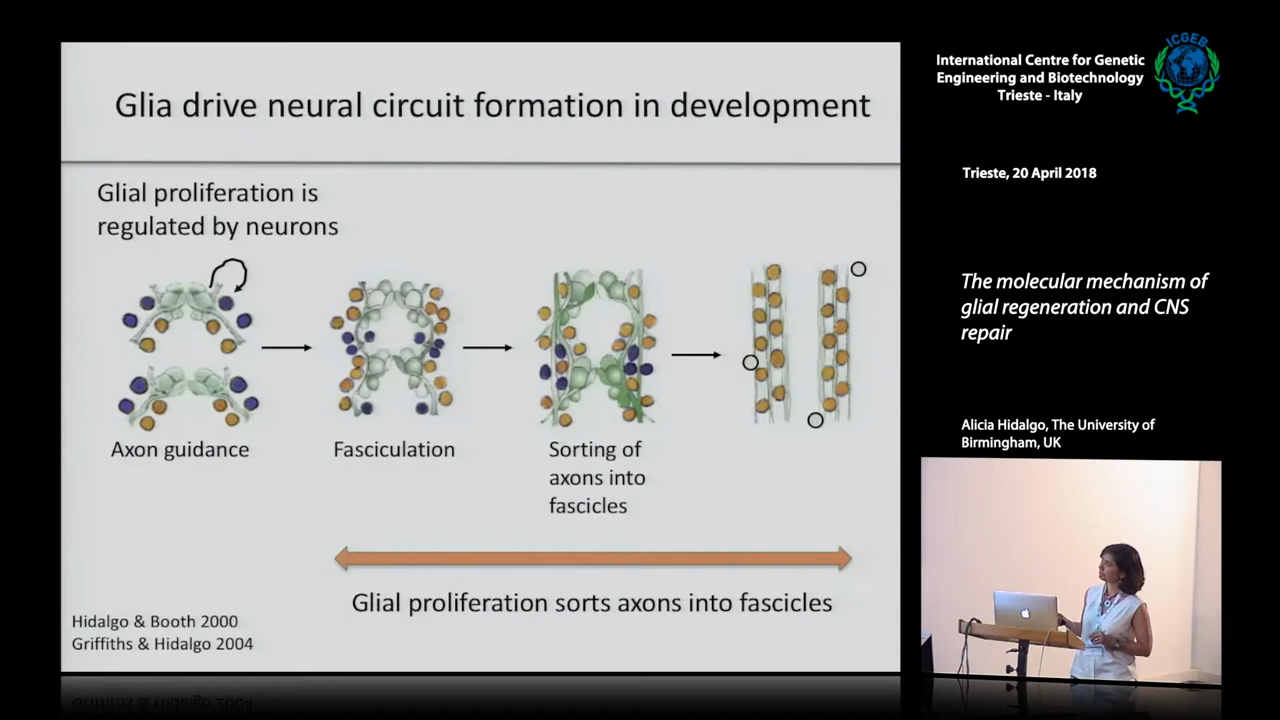 Glia drive neural circuit formation in development
Glial proliferation is
regulated by neurons
Axon guidance
Fasciculation
Sorting of
axons into
fascicles
Glial proliferation sorts axons into fascicles
Hidalgo & Booth 2000
Griffiths & Hidalgo 2004
International Centre for Genetic
Engineering and Biotechnology
Trieste - Italy
ICGEB
Trieste, 20 April 2018
The molecular mechanism of
glial regeneration and CNS
repair
Alicia Hidalgo, The University of
Birmingham, UK